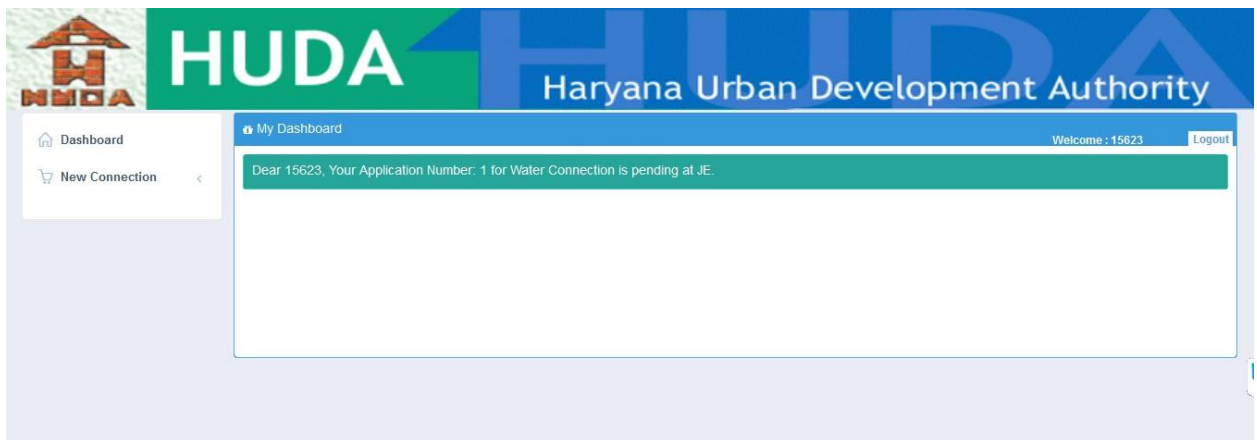 HUDA
Haryana Urban Development Authority
Dashboard
New Connection
My Dashboard
Welcome : 15623
Logout
Dear 15623, Your Application Number: 1 for Water Connection is pending at JE.